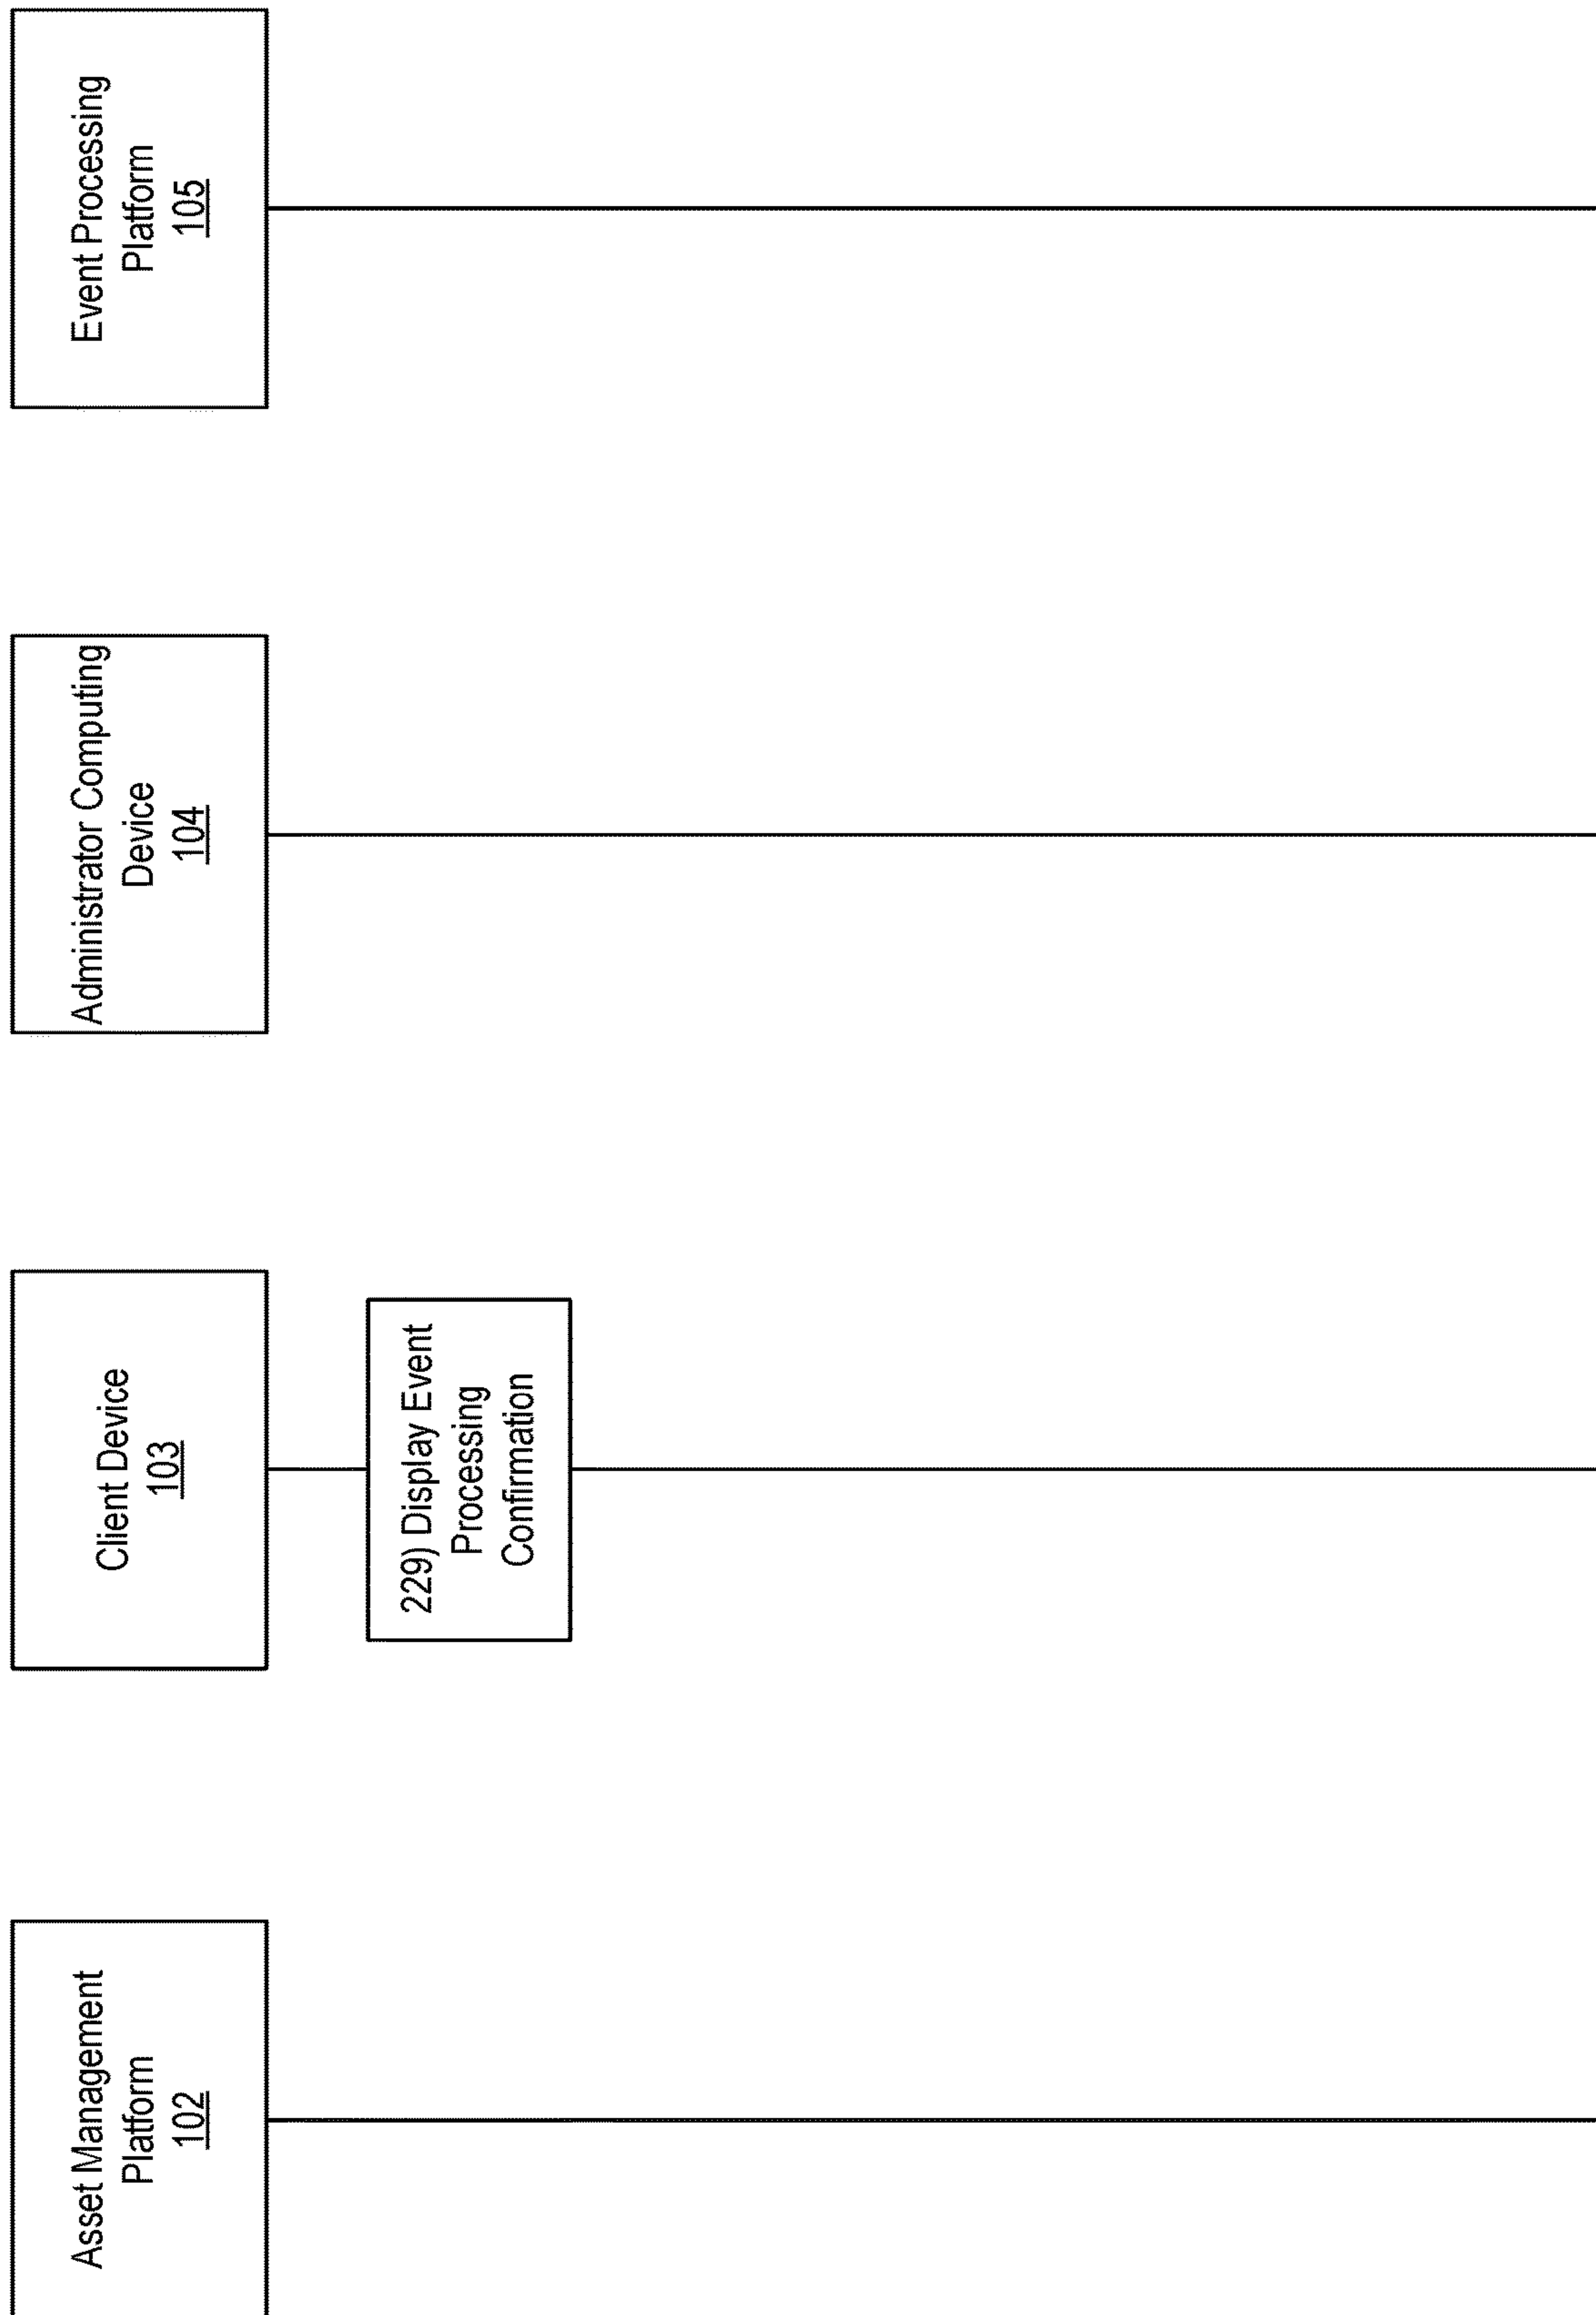 Asset Management
Platform
102
Client Device
103
Administrator Computing
Device
104
Event Processing
Platform
105
229) Display Event
Processing
Confirmation